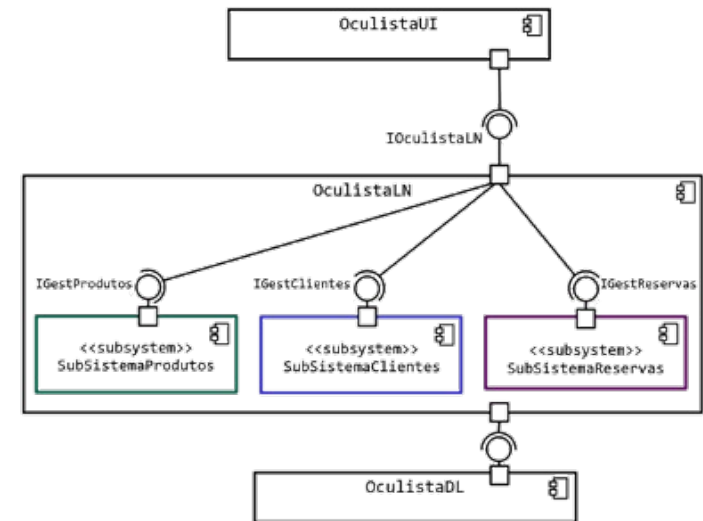 OculistaUI
IOculistaLN
OculistaLN
IGestProdutos
IGestClientes
IGestReservas
<<subsystem>>
SubSistemaProdutos
<<subsystem>>
SubSistemaClientes
<<subsystem>>
SubSistemaReservas
OculistaDL